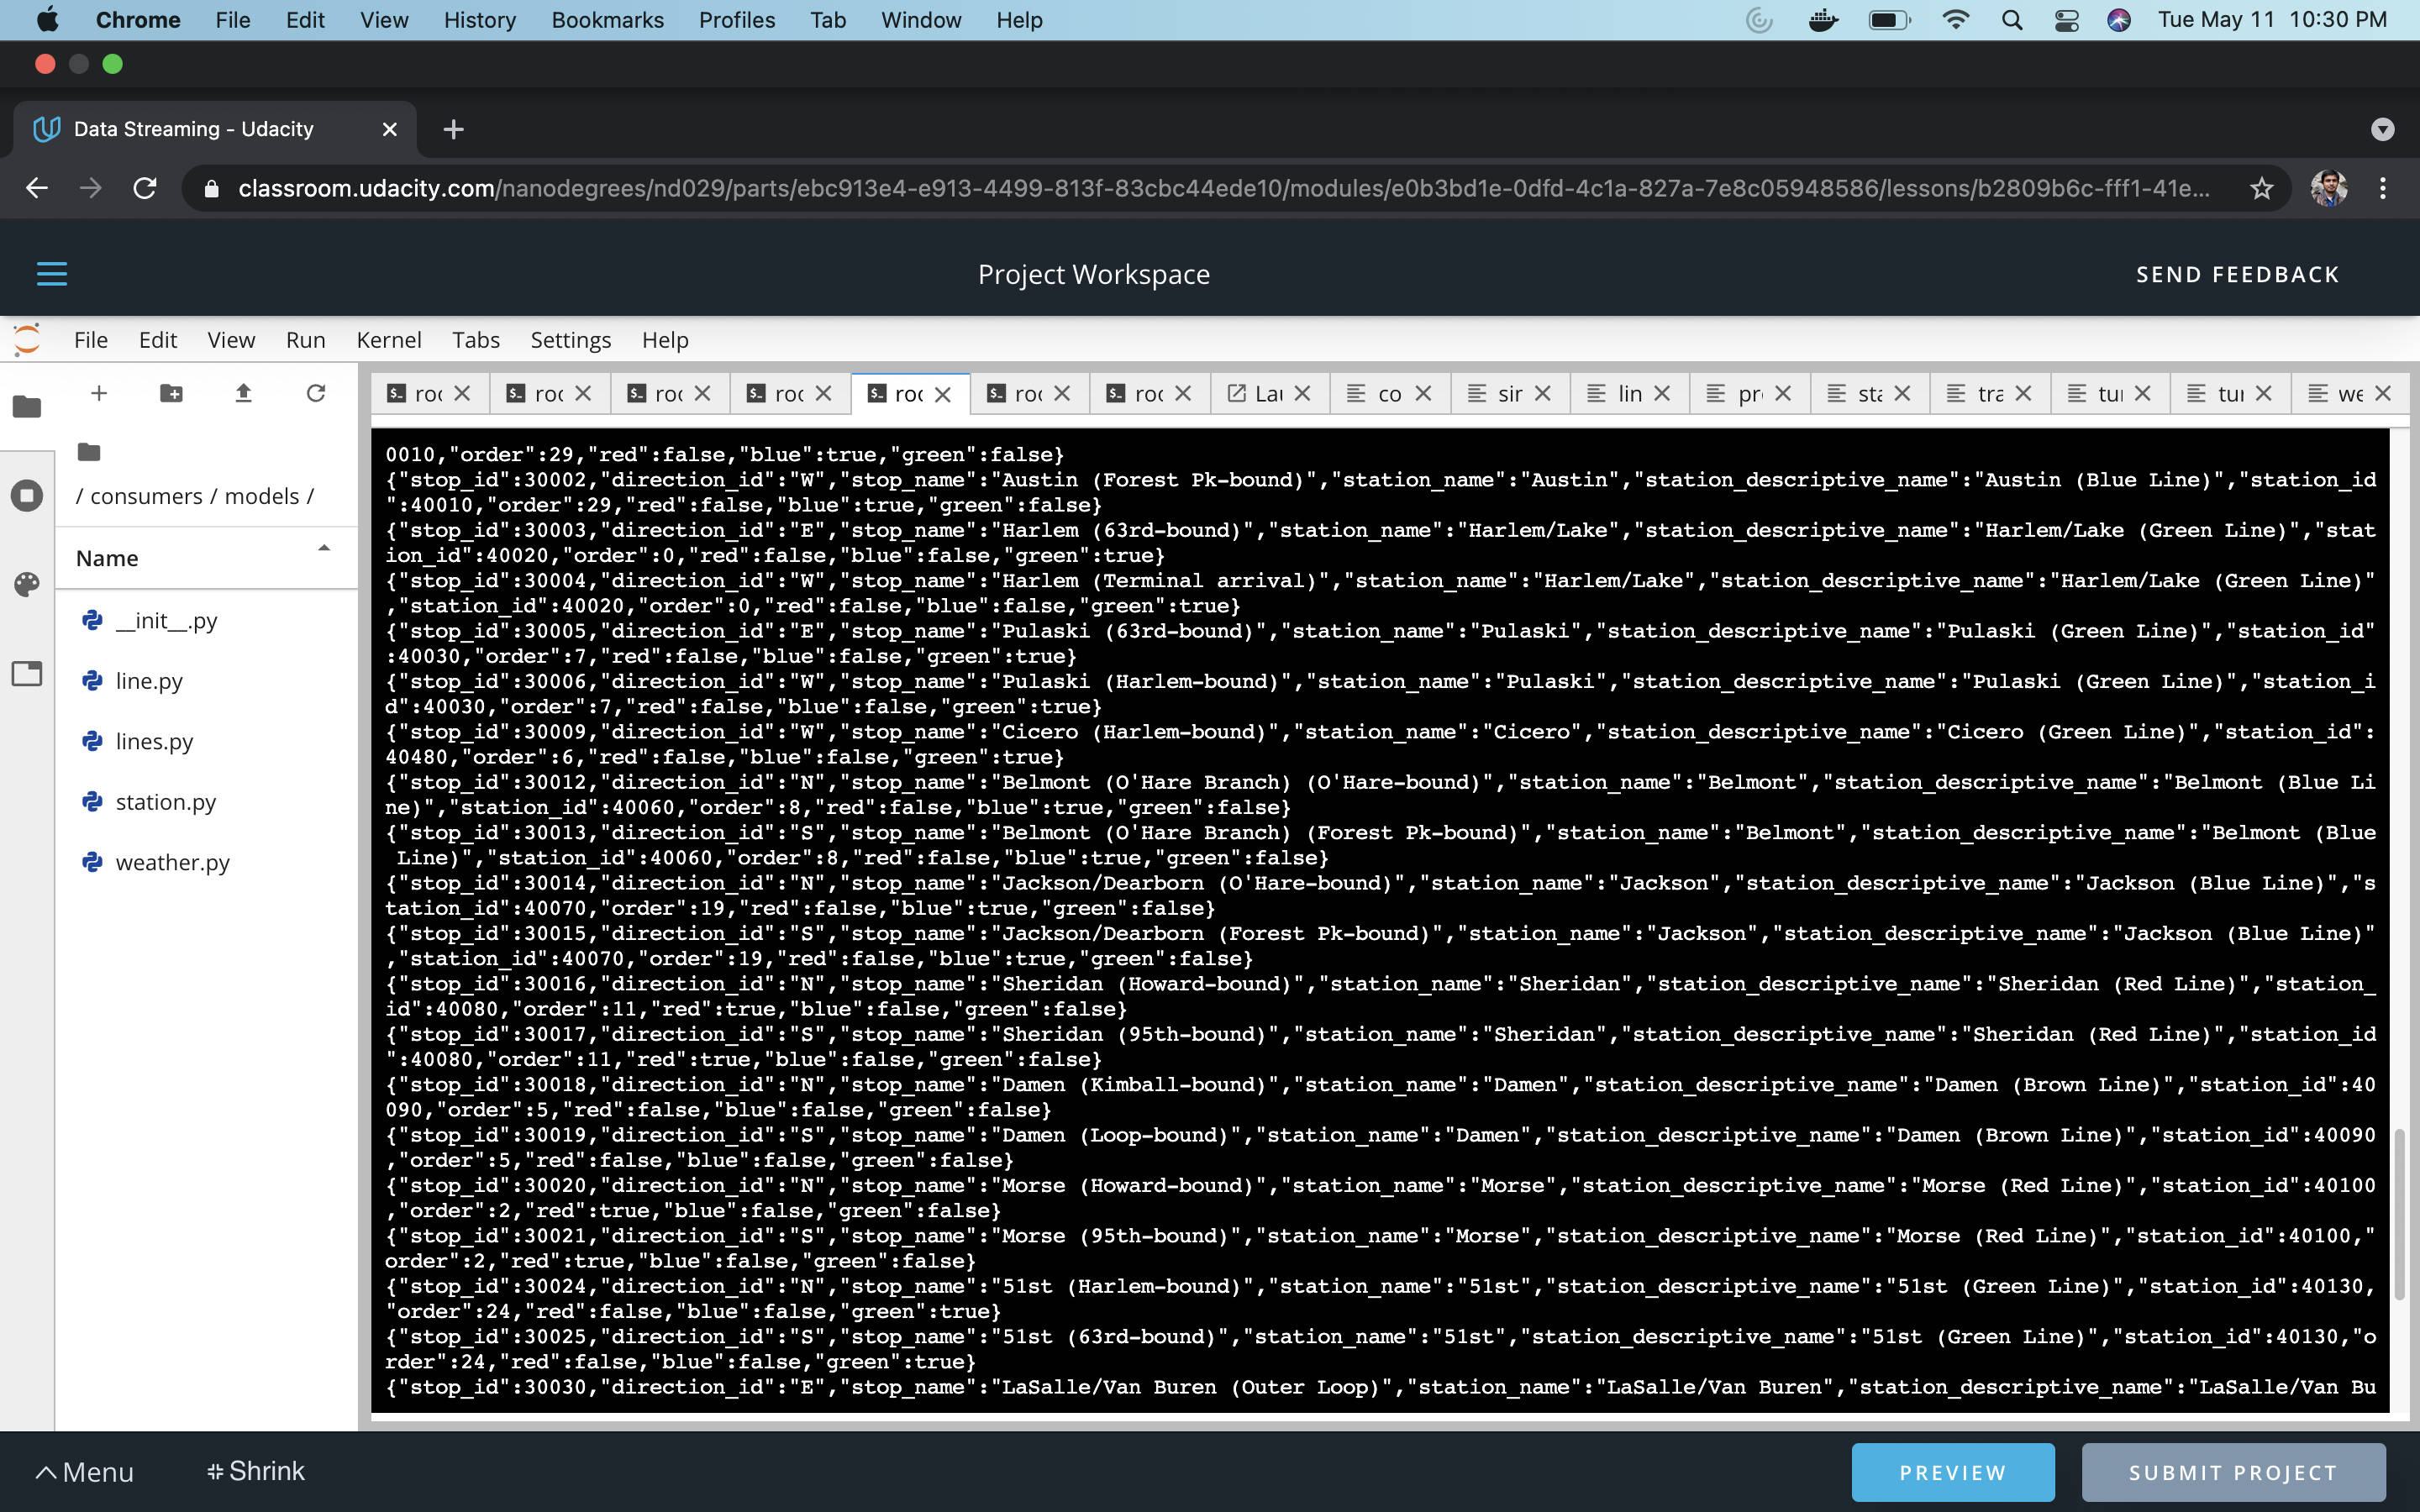 Chrome File Edit View History Bookmarks Profiles Tab Window Help Tue May 11 10:30 PM
Data Streaming - Udacity
classroom.udacity.com/nanodegrees/nd029/parts/ebc913e4-e913-4499-813f-83cbc44ede10/modules/e0b3bd1e-0dfd-4c1a-827a-7e8c05948586/lessons/b2809b6c-fff1-41e...
Project Workspace
SEND FEEDBACK
File Edit View Run Kernel Tabs Settings Help
roc roc roc roc roc roc roc Lau co sir lin pr sta tra tur tur we
/ consumers / models /
Name
__init__.py
line.py
lines.py
station.py
weather.py
0010,"order":29,"red":false,"blue":true,"green":false}
{"stop_id":30002,"direction_id":"W","stop_name":"Austin (Forest Pk-bound)","station_name":"Austin","station_descriptive_name":"Austin (Blue Line)","station_id
":40010,"order":29,"red":false,"blue":true,"green":false}
{"stop_id":30003,"direction_id":"E","stop_name":"Harlem (63rd-bound)","station_name":"Harlem/Lake","station_descriptive_name":"Harlem/Lake (Green Line)","stat
ion_id":40020,"order":0,"red":false,"blue":false,"green":true}
{"stop_id":30004,"direction_id":"W","stop_name":"Harlem (Terminal arrival)","station_name":"Harlem/Lake","station_descriptive_name":"Harlem/Lake (Green Line)"
,"station_id":40020,"order":0,"red":false,"blue":false,"green":true}
{"stop_id":30005,"direction_id":"E","stop_name":"Pulaski (63rd-bound)","station_name":"Pulaski","station_descriptive_name":"Pulaski (Green Line)","station_id"
:40030,"order":7,"red":false,"blue":false,"green":true}
{"stop_id":30006,"direction_id":"W","stop_name":"Pulaski (Harlem-bound)","station_name":"Pulaski","station_descriptive_name":"Pulaski (Green Line)","station_i
d":40030,"order":7,"red":false,"blue":false,"green":true}
{"stop_id":30009,"direction_id":"W","stop_name":"Cicero (Harlem-bound)","station_name":"Cicero","station_descriptive_name":"Cicero (Green Line)","station_id":
40480,"order":6,"red":false,"blue":false,"green":true}
{"stop_id":30012,"direction_id":"N","stop_name":"Belmont (O'Hare Branch) (O'Hare-bound)","station_name":"Belmont","station_descriptive_name":"Belmont (Blue Li
ne)","station_id":40060,"order":8,"red":false,"blue":true,"green":false}
{"stop_id":30013,"direction_id":"S","stop_name":"Belmont (O'Hare Branch) (Forest Pk-bound)","station_name":"Belmont","station_descriptive_name":"Belmont (Blue
 Line)","station_id":40060,"order":8,"red":false,"blue":true,"green":false}
{"stop_id":30014,"direction_id":"N","stop_name":"Jackson/Dearborn (O'Hare-bound)","station_name":"Jackson","station_descriptive_name":"Jackson (Blue Line)","s
tation_id":40070,"order":19,"red":false,"blue":true,"green":false}
{"stop_id":30015,"direction_id":"S","stop_name":"Jackson/Dearborn (Forest Pk-bound)","station_name":"Jackson","station_descriptive_name":"Jackson (Blue Line)"
,"station_id":40070,"order":19,"red":false,"blue":true,"green":false}
{"stop_id":30016,"direction_id":"N","stop_name":"Sheridan (Howard-bound)","station_name":"Sheridan","station_descriptive_name":"Sheridan (Red Line)","station_
id":40080,"order":11,"red":true,"blue":false,"green":false}
{"stop_id":30017,"direction_id":"S","stop_name":"Sheridan (95th-bound)","station_name":"Sheridan","station_descriptive_name":"Sheridan (Red Line)","station_id
":40080,"order":11,"red":true,"blue":false,"green":false}
{"stop_id":30018,"direction_id":"N","stop_name":"Damen (Kimball-bound)","station_name":"Damen","station_descriptive_name":"Damen (Brown Line)","station_id":40
090,"order":5,"red":false,"blue":false,"green":false}
{"stop_id":30019,"direction_id":"S","stop_name":"Damen (Loop-bound)","station_name":"Damen","station_descriptive_name":"Damen (Brown Line)","station_id":40090
,"order":5,"red":false,"blue":false,"green":false}
{"stop_id":30020,"direction_id":"N","stop_name":"Morse (Howard-bound)","station_name":"Morse","station_descriptive_name":"Morse (Red Line)","station_id":40100
,"order":2,"red":true,"blue":false,"green":false}
{"stop_id":30021,"direction_id":"S","stop_name":"Morse (95th-bound)","station_name":"Morse","station_descriptive_name":"Morse (Red Line)","station_id":40100,"
order":2,"red":true,"blue":false,"green":false}
{"stop_id":30024,"direction_id":"N","stop_name":"51st (Harlem-bound)","station_name":"51st","station_descriptive_name":"51st (Green Line)","station_id":40130,
"order":24,"red":false,"blue":false,"green":true}
{"stop_id":30025,"direction_id":"S","stop_name":"51st (63rd-bound)","station_name":"51st","station_descriptive_name":"51st (Green Line)","station_id":40130,"o
rder":24,"red":false,"blue":false,"green":true}
{"stop_id":30030,"direction_id":"E","stop_name":"LaSalle/Van Buren (Outer Loop)","station_name":"LaSalle/Van Buren","station_descriptive_name":"LaSalle/Van Bu
Menu Shrink PREVIEW SUBMIT PROJECT